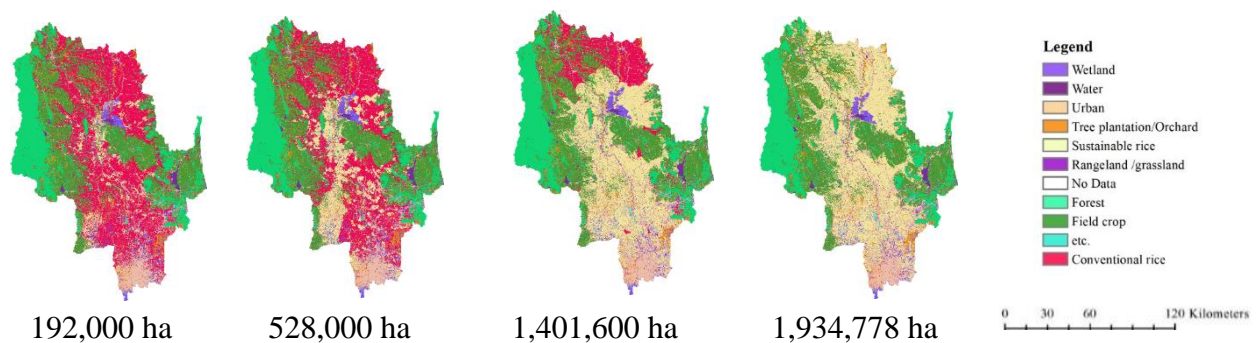 Legend
Wetland
Water
Urban
Tree plantation/Orchard
Sustainable rice
Rangeland /grassland
No Data
Forest
Field crop
etc.
Conventional rice
192,000 ha
528,000 ha
1,401,600 ha
1,934,778 ha
0 30 60 120 Kilometers